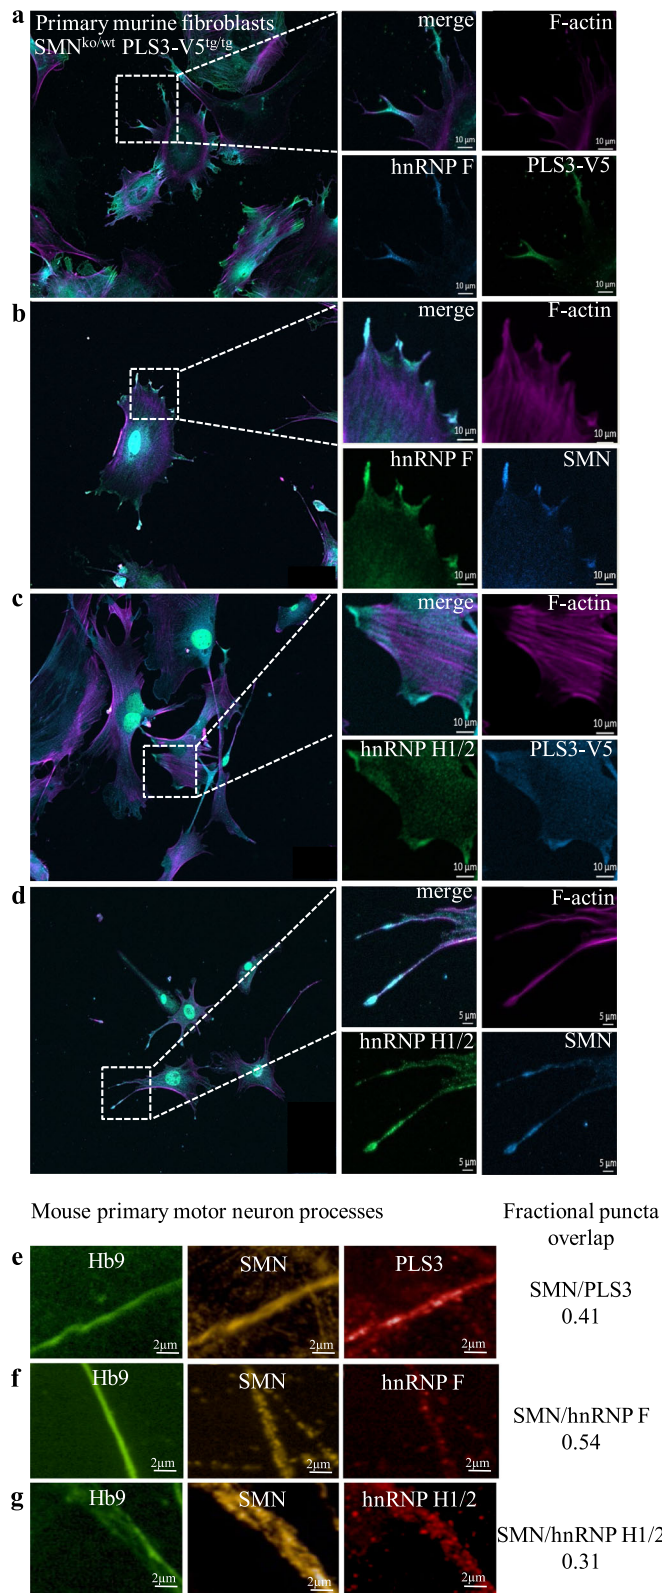 a
Primary murine fibroblasts
SMN^ko/wt PLS3-V5^tg/tg
merge
F-actin
10 μm
10 μm
hnRNP F
PLS3-V5
10 μm
10 μm
b
merge
F-actin
10 μm
10 μm
hnRNP F
SMN
10 μm
10 μm
c
merge
F-actin
10 μm
10 μm
hnRNP H1/2
PLS3-V5
10 μm
10 μm
d
merge
F-actin
5 μm
5 μm
hnRNP H1/2
SMN
5 μm
5 μm
Mouse primary motor neuron processes
Fractional puncta
overlap
e
Hb9
SMN
PLS3
2μm
2μm
2μm
SMN/PLS3
0.41
f
Hb9
SMN
hnRNP F
2μm
2μm
2μm
SMN/hnRNP F
0.54
g
Hb9
SMN
hnRNP H1/2
2μm
2μm
2μm
SMN/hnRNP H1/2
0.31